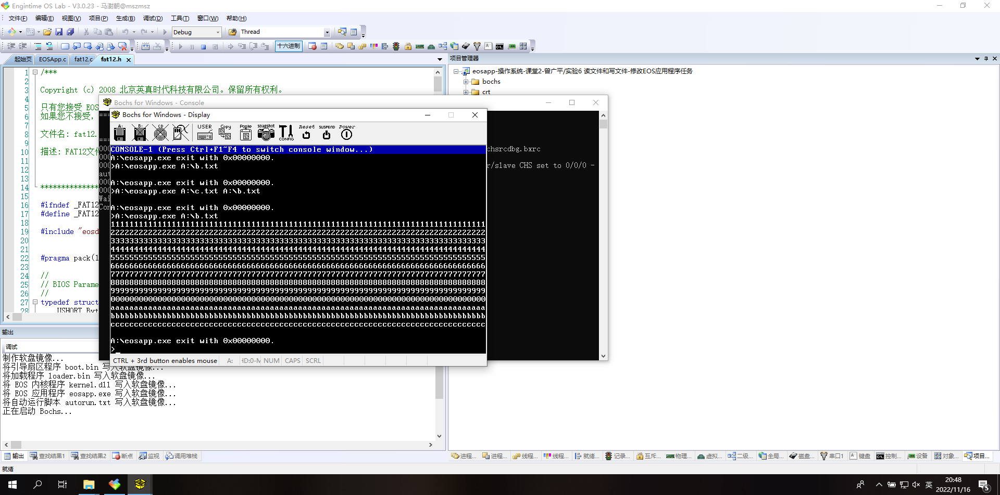 Engintime OS Lab - V3.0.23 - 马澍朝@mszmsz
文件(F) 编辑(E) 视图(V) 项目(P) 生成(B) 调试(D) 工具(T) 窗口(W) 帮助(H)
Debug Thread
十六进制
起始页 EOSApp.c fat12.c fat12.h
项目管理器
eosapp-操作系统-课堂2-曾广平/实验6 读文件和写文件-修改EOS应用程序任务
bochs
crt
1 /***
2
3 Copyright (c) 2008 北京英真时代科技有限公司。保留所有权利。
4
5 只有您接受 EOS
6 如果您不接受，
7
8 文件名: fat12.
9
10 描述: FAT12文
11
12
13
14 **************
15
16 #ifndef _FAT12
17 #define _FAT12
18
19 #include "eosd
20
21
22 #pragma pack(1
23
24 //
25 // BIOS Parame
26 //
27 typedef struct
28 USHORT Byt
Bochs for Windows - Console
chsrcdbg.bxrc
r/slave CHS set to 0/0/0 -
Bochs for Windows - Display
A: B: CD USER Copy Paste snapshot CONFIG Reset SUSPEND Power
CONSOLE-1 (Press Ctrl+F1~F4 to switch console window...)
A:\eosapp.exe exit with 0x00000000.
>A:\eosapp.exe A:\b.txt
A:\eosapp.exe exit with 0x00000000.
>A:\eosapp.exe A:\c.txt A:\b.txt
A:\eosapp.exe exit with 0x00000000.
>A:\eosapp.exe A:\b.txt
11111111111111111111111111111111111111111111111111111111111111111111111111111111
22222222222222222222222222222222222222222222222222222222222222222222222222222222
33333333333333333333333333333333333333333333333333333333333333333333333333333333
44444444444444444444444444444444444444444444444444444444444444444444444444444444
55555555555555555555555555555555555555555555555555555555555555555555555555555555
66666666666666666666666666666666666666666666666666666666666666666666666666666666
77777777777777777777777777777777777777777777777777777777777777777777777777777777
88888888888888888888888888888888888888888888888888888888888888888888888888888888
99999999999999999999999999999999999999999999999999999999999999999999999999999999
00000000000000000000000000000000000000000000000000000000000000000000000000000000
aaaaaaaaaaaaaaaaaaaaaaaaaaaaaaaaaaaaaaaaaaaaaaaaaaaaaaaaaaaaaaaaaaaaaaaaaaaaaaaa
bbbbbbbbbbbbbbbbbbbbbbbbbbbbbbbbbbbbbbbbbbbbbbbbbbbbbbbbbbbbbbbbbbbbbbbbbbbbbbbb
cccccccccccccccccccccccccccccccccccccccccccccccccccccccccccccccccccccccccccccccc
A:\eosapp.exe exit with 0x00000000.
>_
CTRL + 3rd button enables mouse A: HD:0-M NUM CAPS SCRL
输出
调试
制作软盘镜像...
将引导扇区程序 boot.bin 写入软盘镜像...
将加载程序 loader.bin 写入软盘镜像...
将 EOS 内核程序 kernel.dll 写入软盘镜像...
将 EOS 应用程序 eosapp.exe 写入软盘镜像...
将自动运行脚本 autorun.txt 写入软盘镜像...
正在启动 Bochs...
输出 查找结果1 查找结果2 断点 监视 调用堆栈
进程... 进程... 线程... 线程... 就绪... 记录... 互斥... 物理... 虚拟... 二级... 全局... 磁盘... 串口1 键盘 控制... 设备 对象... 项目...
就绪
英 20:48
2022/11/16
5